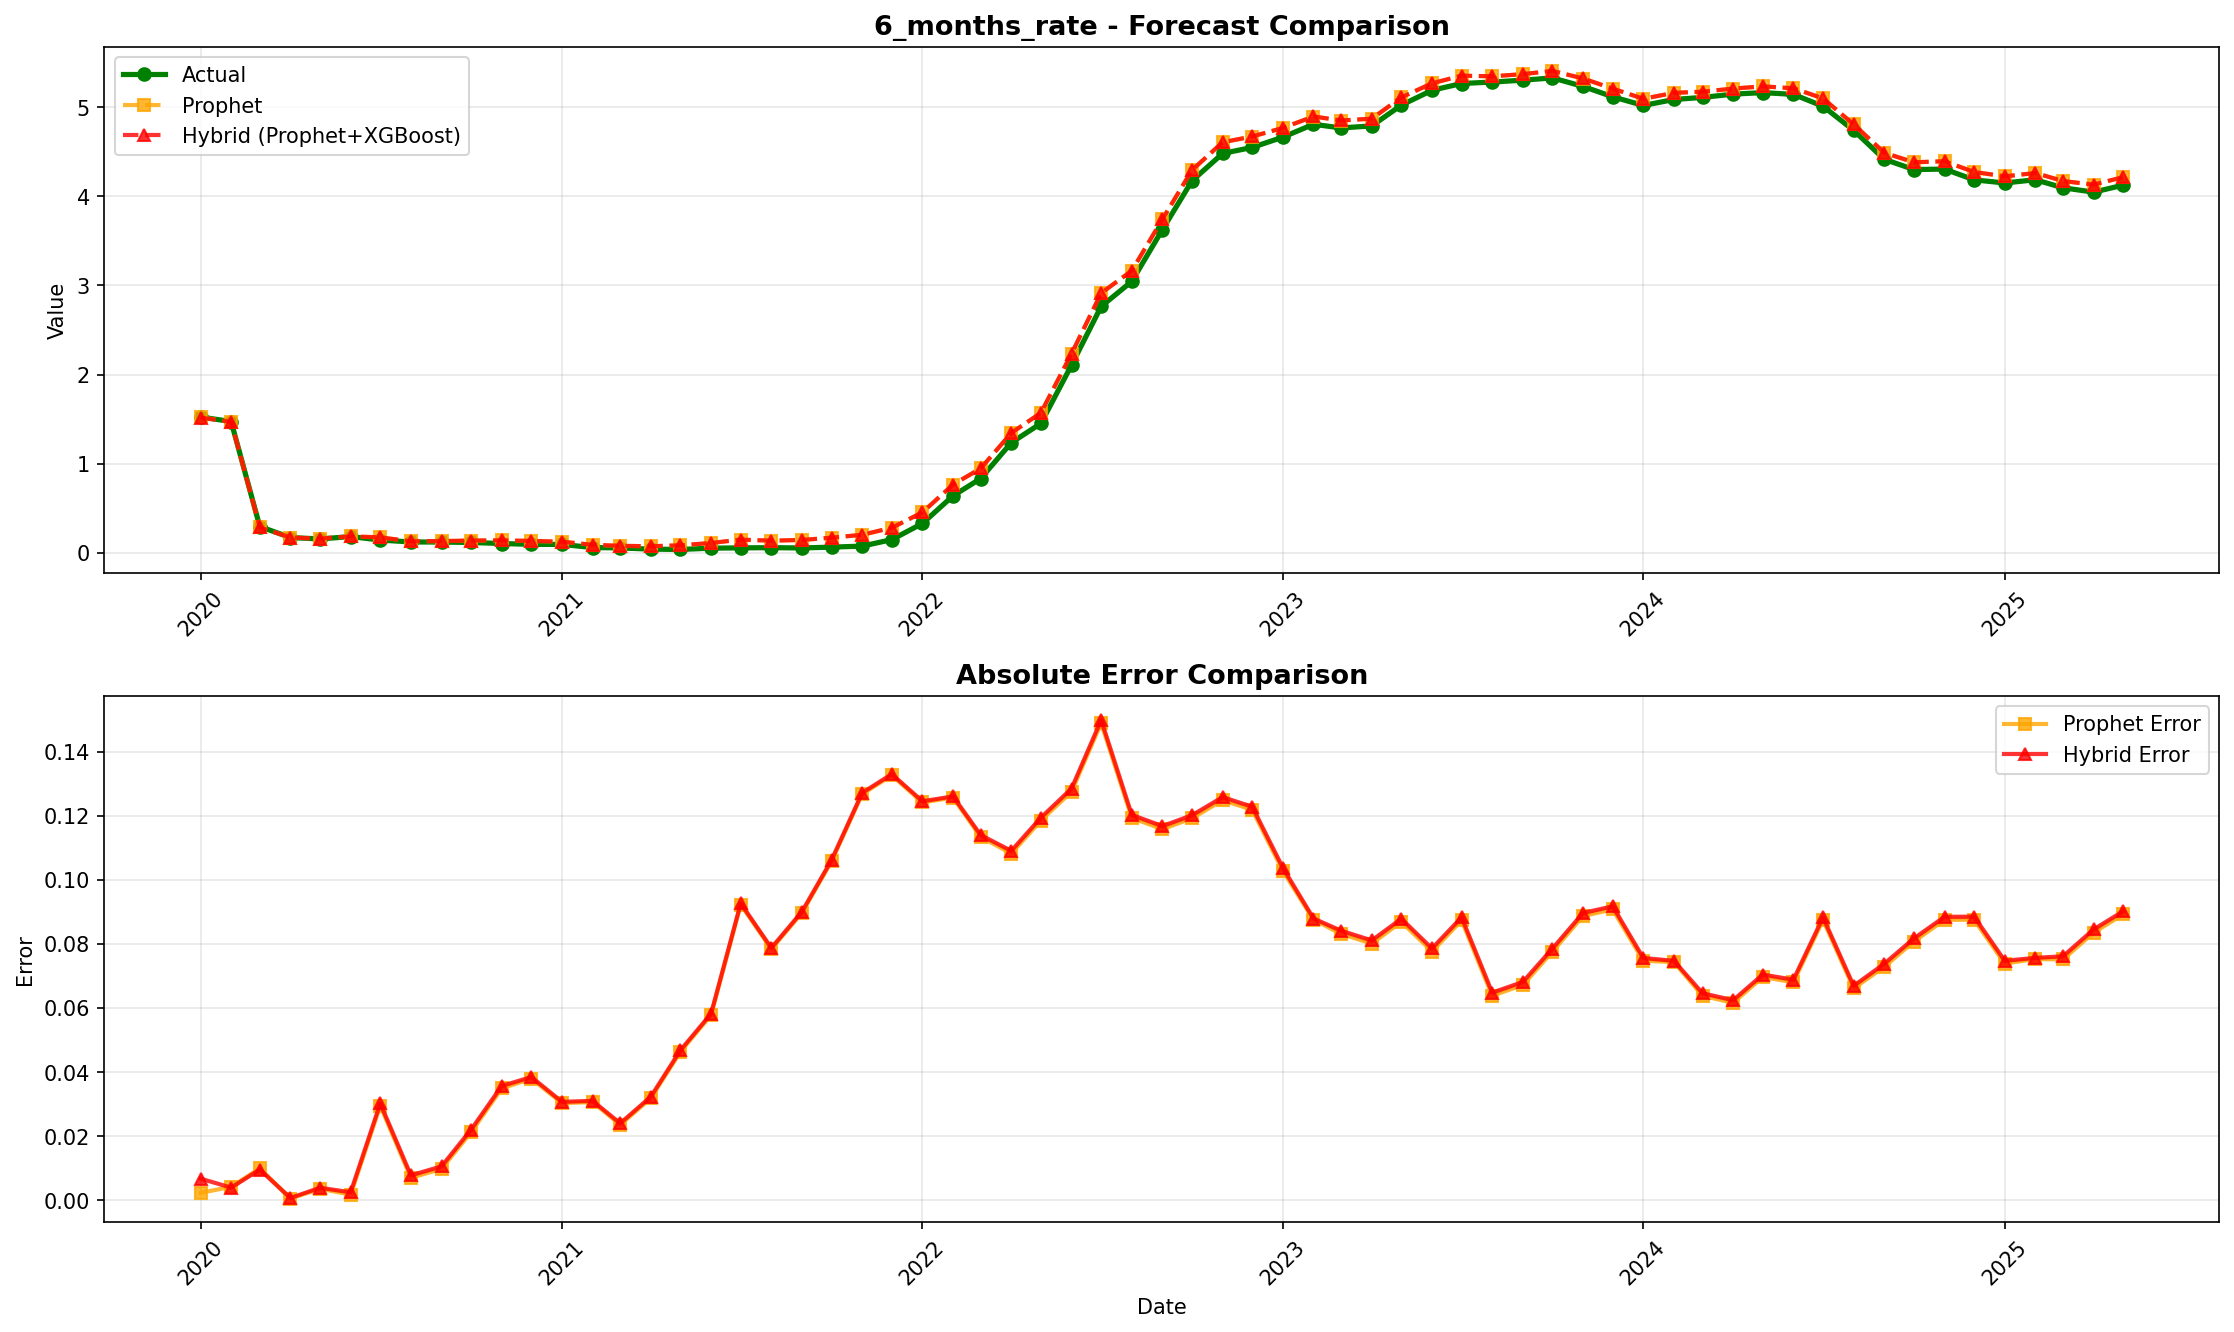 6_months_rate - Forecast Comparison
Actual
Prophet
Hybrid (Prophet+XGBoost)
Value
5
4
3
2
1
0
2020
2021
2022
2023
2024
2025
Absolute Error Comparison
Prophet Error
Hybrid Error
Error
0.14
0.12
0.10
0.08
0.06
0.04
0.02
0.00
2020
2021
2022
2023
2024
2025
Date